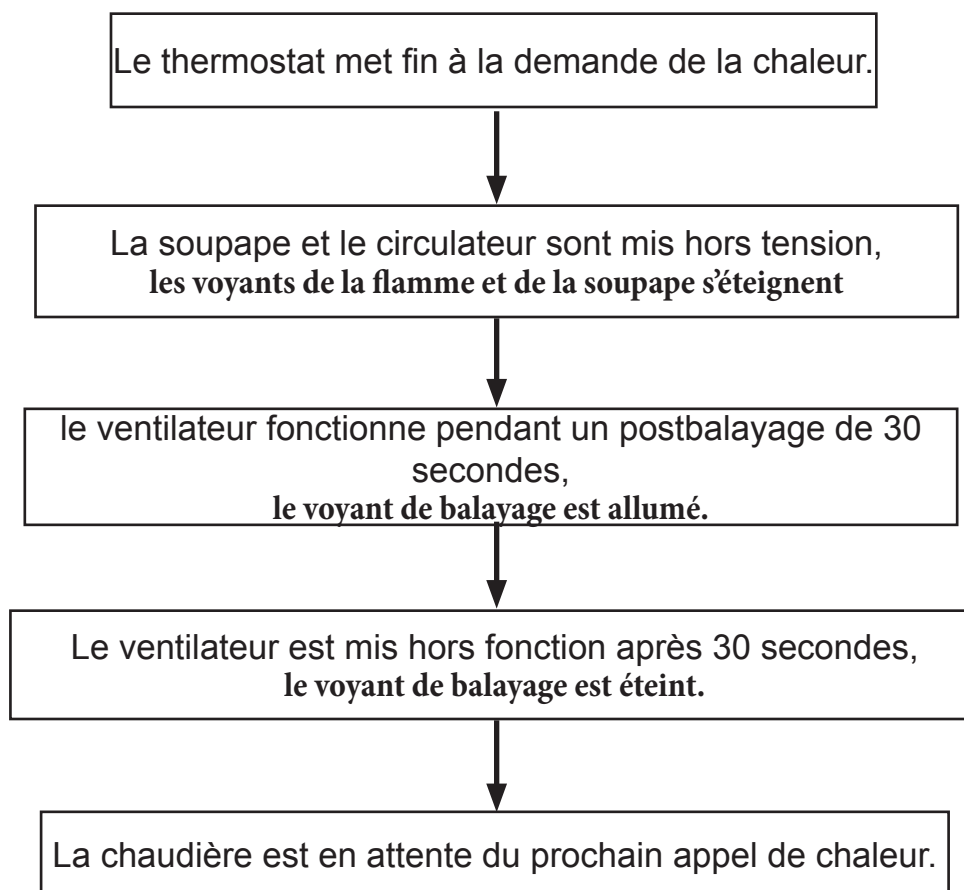 Le thermostat met fin à la demande de la chaleur.
La soupape et le circulateur sont mis hors tension,
les voyants de la flamme et de la soupape s'éteignent
le ventilateur fonctionne pendant un postbalayage de 30
secondes,
le voyant de balayage est allumé.
Le ventilateur est mis hors fonction après 30 secondes,
le voyant de balayage est éteint.
La chaudière est en attente du prochain appel de chaleur.